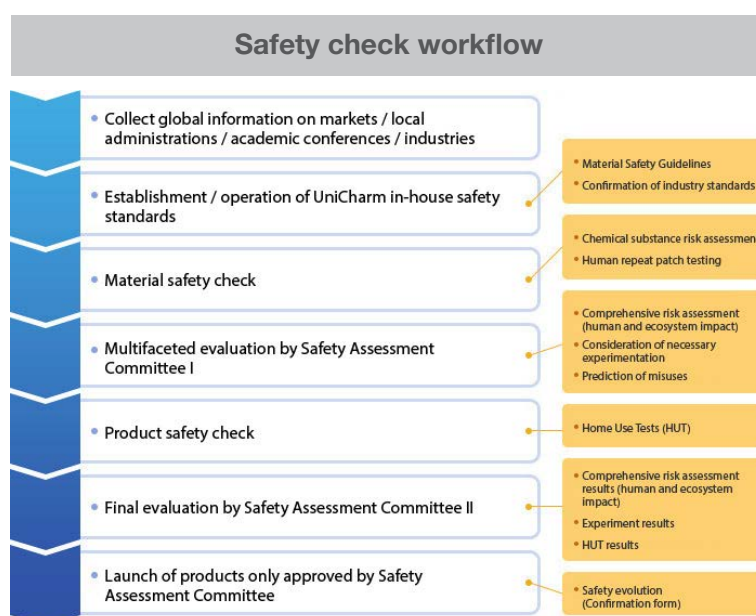 Safety check workflow
• Collect global information on markets / local
administrations / academic conferences / industries
• Establishment / operation of UniCharm in-house safety
standards
• Material Safety Guidelines
• Confirmation of industry standards
• Material safety check
• Chemical substance risk assessmen
• Human repeat patch testing
• Multifaceted evaluation by Safety Assessment
Committee I
• Comprehensive risk assessment
(human and ecosystem impact)
• Consideration of necessary
experimentation
• Prediction of misuses
• Product safety check
• Home Use Tests (HUT)
• Final evaluation by Safety Assessment Committee II
• Comprehensive risk assessment
results (human and ecosystem
impact)
• Experiment results
• HUT results
• Launch of products only approved by Safety
Assessment Committee
• Safety evolution
(Confirmation form)